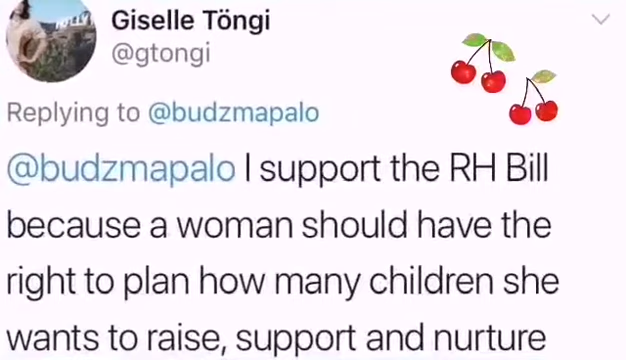 Giselle Töngi
@gtongi
Replying to @budzmapalo
@budzmapalo I support the RH Bill
because a woman should have the
right to plan how many children she
wants to raise, support and nurture